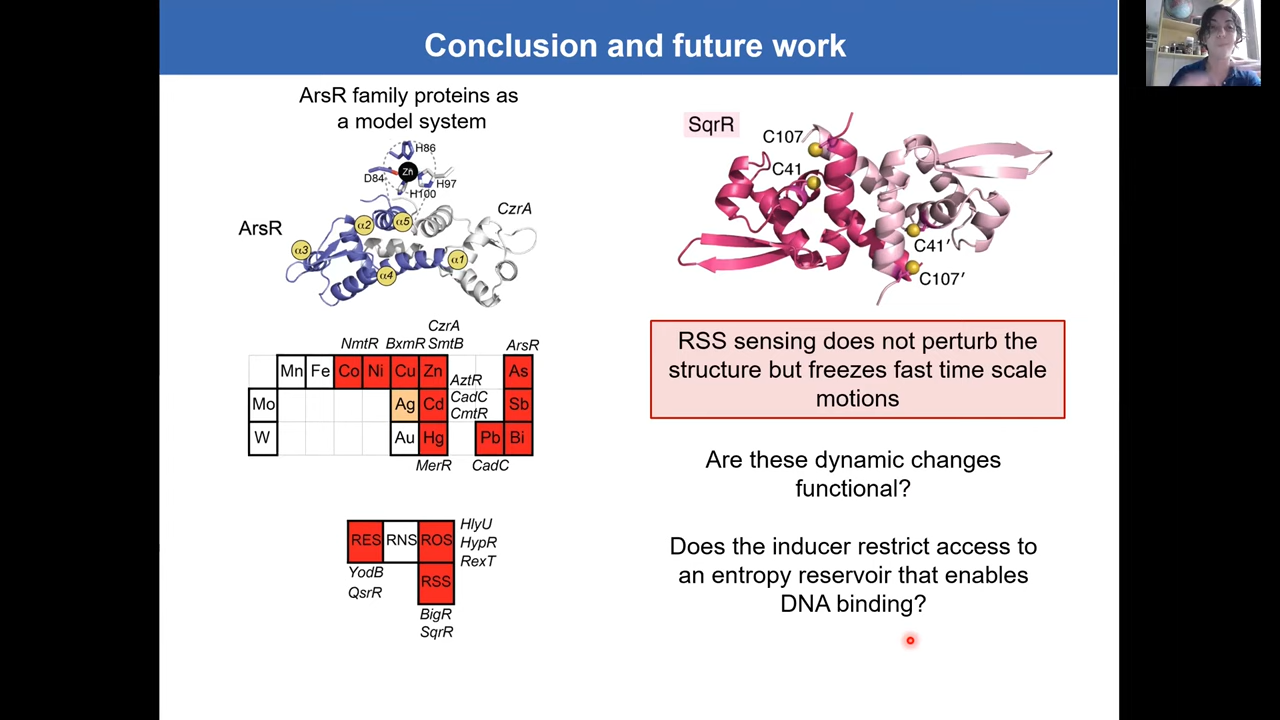 Conclusion and future work
ArsR family proteins as
a model system
H86
Zn
D84
H97
H100
ArsR
CzrA
α2
α5
α3
α1
α4
CzrA
NmtR BxmR SmtB
ArsR
Mn Fe Co Ni Cu Zn As
AztR
CadC
CmtR
Mo Ag Cd Sb
W Au Hg Pb Bi
MerR CadC
RES RNS ROS
HlyU
HypR
RexT
YodB
QsrR
RSS
BigR
SqrR
SqrR
C107
C41
C41′
C107′
RSS sensing does not perturb the
structure but freezes fast time scale
motions
Are these dynamic changes
functional?
Does the inducer restrict access to
an entropy reservoir that enables
DNA binding?